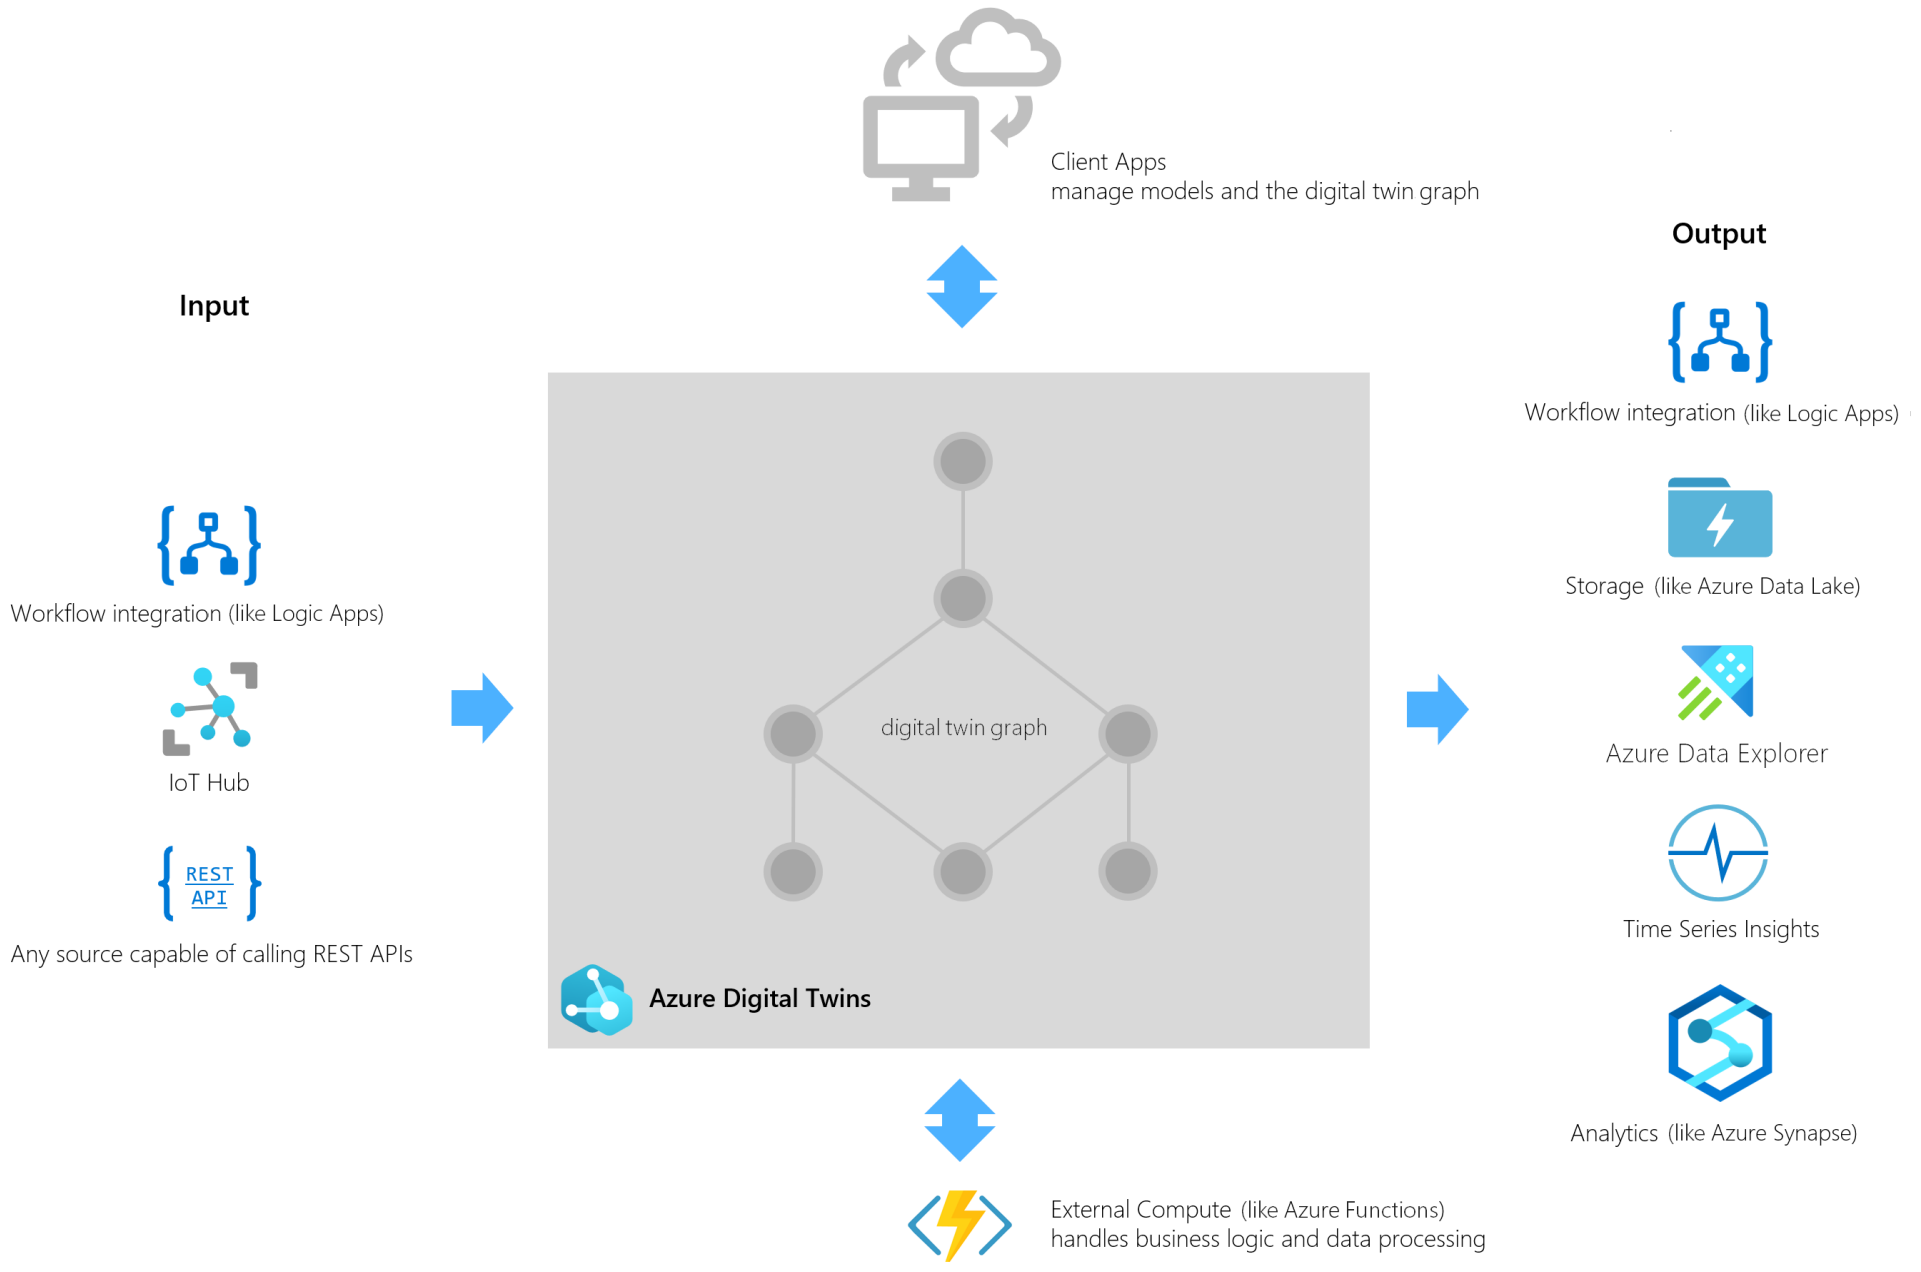 Client Apps
manage models and the digital twin graph
Input
Workflow integration (like Logic Apps)
IoT Hub
REST
API
Any source capable of calling REST APIs
digital twin graph
Azure Digital Twins
Output
Workflow integration (like Logic Apps)
Storage (like Azure Data Lake)
Azure Data Explorer
Time Series Insights
Analytics (like Azure Synapse)
External Compute (like Azure Functions)
handles business logic and data processing